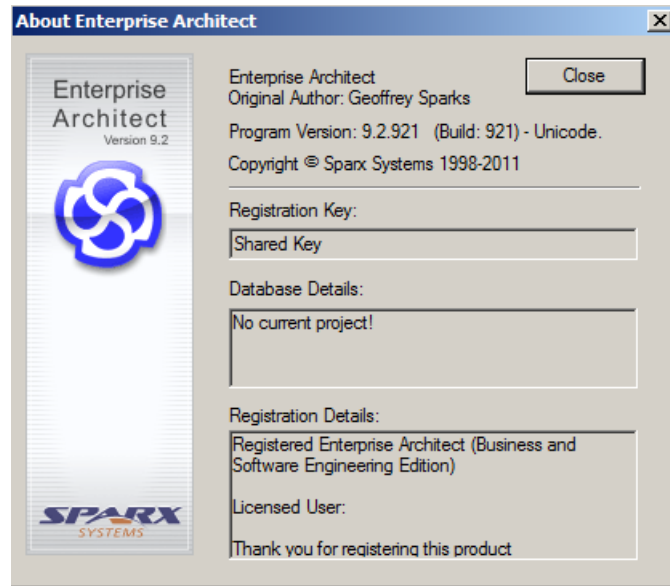 About Enterprise Architect
Enterprise
Architect
Version 9.2
SPARX
SYSTEMS
Enterprise Architect
Close
Original Author: Geoffrey Sparks
Program Version: 9.2.921 (Build: 921) - Unicode.
Copyright © Sparx Systems 1998-2011
Registration Key:
Shared Key
Database Details:
No current project!
Registration Details:
Registered Enterprise Architect (Business and
Software Engineering Edition)
Licensed User:
Thank you for registering this product